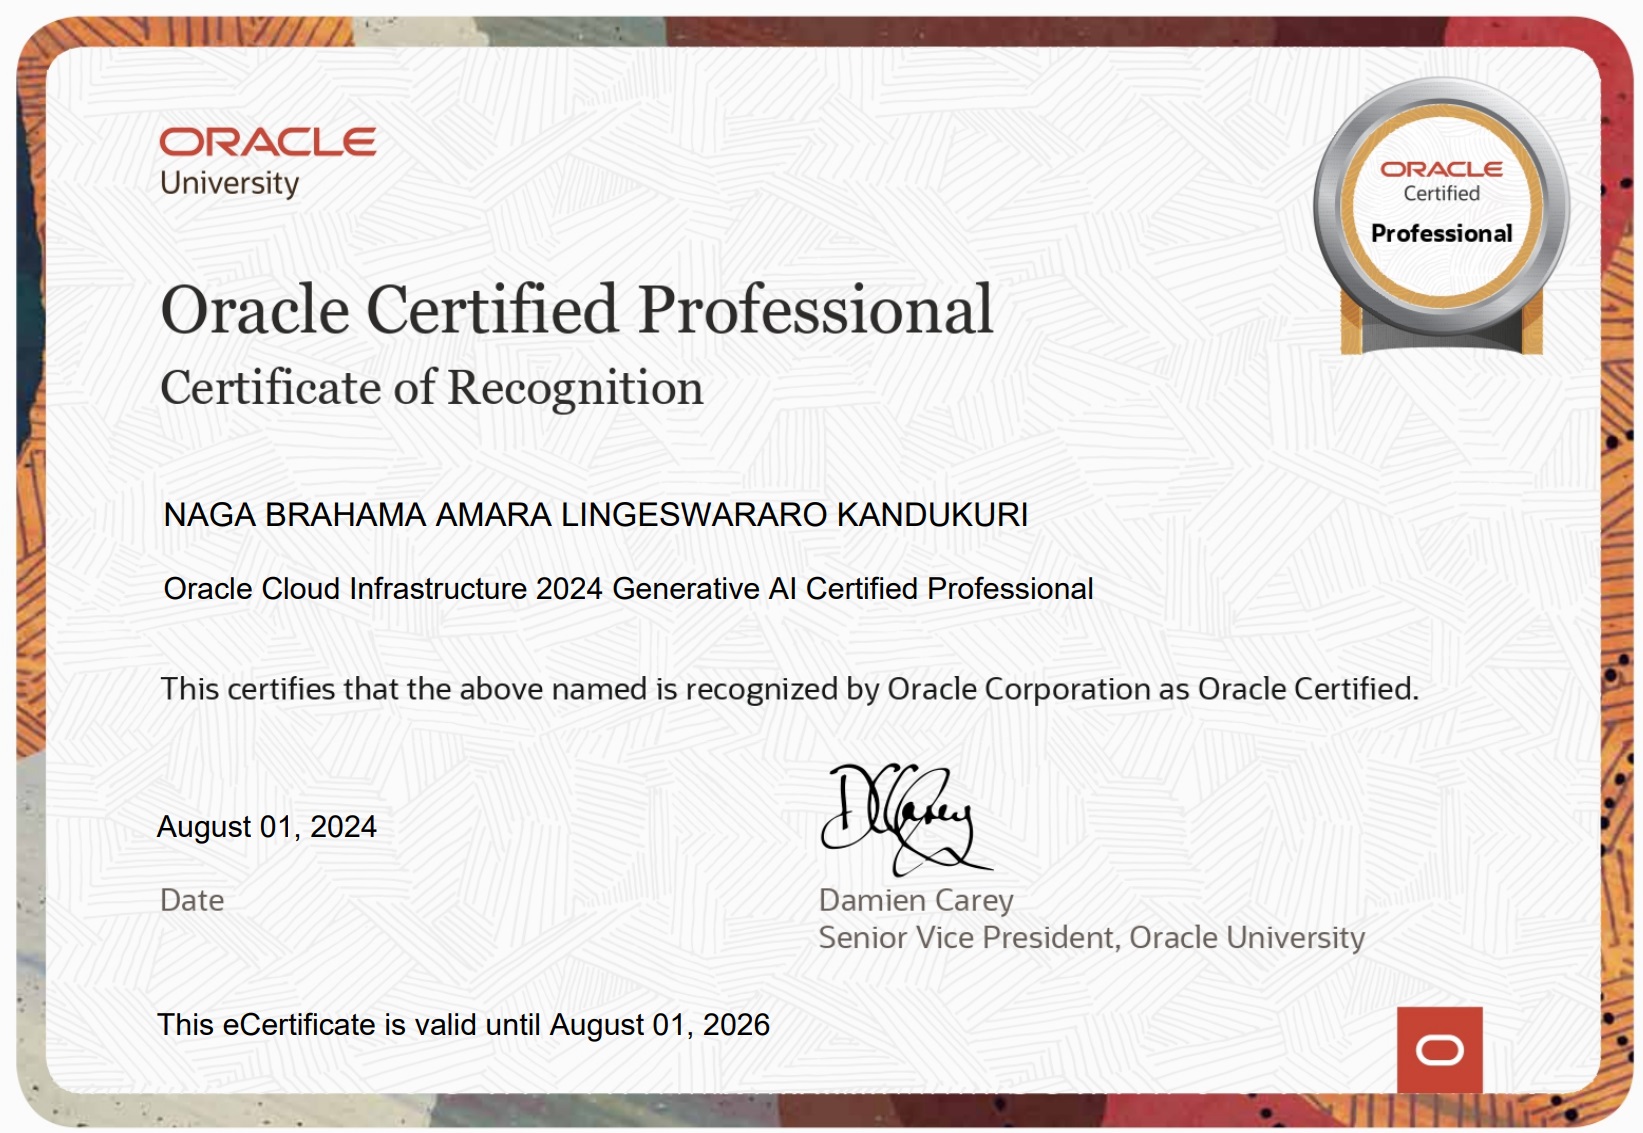 ORACLE
University
ORACLE
Certified
Professional
Oracle Certified Professional
Certificate of Recognition
NAGA BRAHAMA AMARA LINGESWARARO KANDUKURI
Oracle Cloud Infrastructure 2024 Generative AI Certified Professional
This certifies that the above named is recognized by Oracle Corporation as Oracle Certified.
August 01, 2024
Date
DCarey
Damien Carey
Senior Vice President, Oracle University
This eCertificate is valid until August 01, 2026